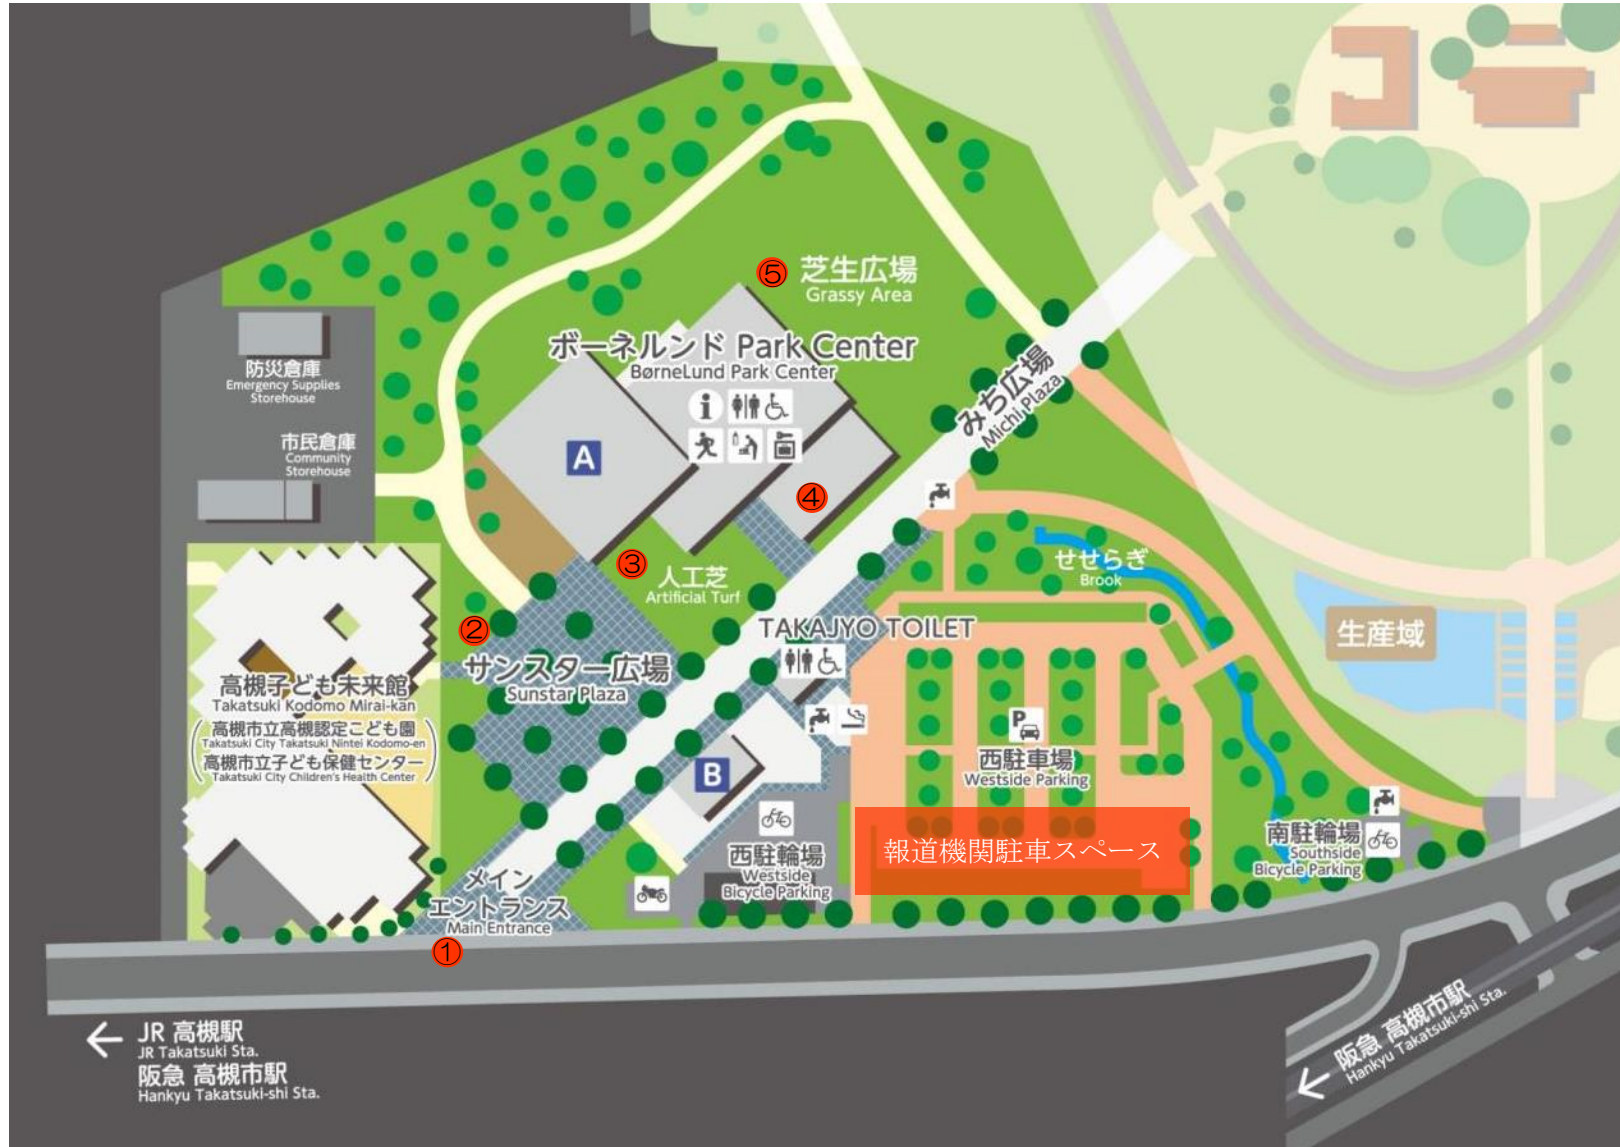 ⑤
芝生広場
Grassy Area
ボーネルンド Park Center
BørneLund Park Center
みち広場
Michi Plaza
防災倉庫
Emergency Supplies
Storehouse
市民倉庫
Community
Storehouse
A
④
③
人工芝
Artificial Turf
せせらぎ
Brook
生産域
②
サンスター広場
Sunstar Plaza
TAKAJYO TOILET
高槻子ども未来館
Takatsuki Kodomo Mirai-kan
高槻市立高槻認定こども園
Takatsuki City Takatsuki Nintei Kodomo-en
高槻市立子ども保健センター
Takatsuki City Children's Health Center
B
P
西駐車場
Westside Parking
西駐輪場
Westside
Bicycle Parking
報道機関駐車スペース
南駐輪場
Southside
Bicycle Parking
メイン
エントランス
Main Entrance
①
← JR 高槻駅
JR Takatsuki Sta.
阪急 高槻市駅
Hankyu Takatsuki-shi Sta.
← 阪急 高槻市駅
Hankyu Takatsuki-shi Sta.